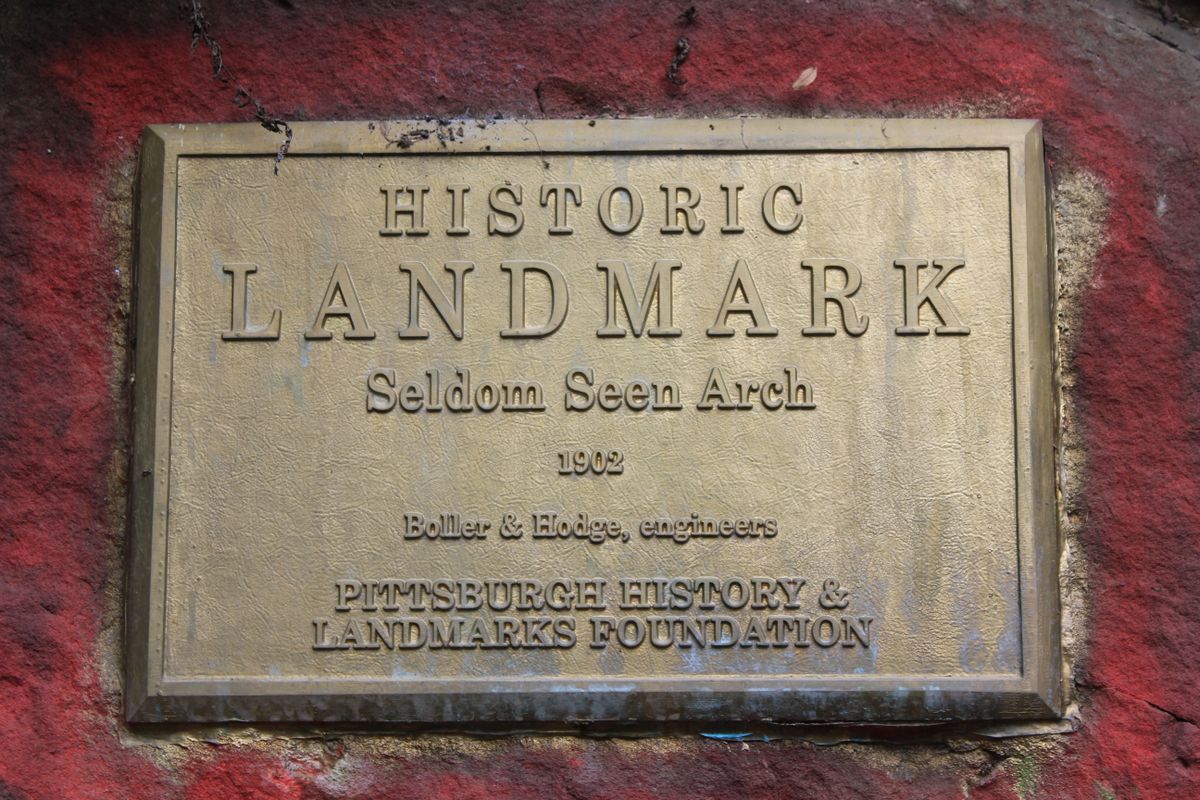 HISTORIC
LANDMARK
Seldom Seen Arch
1902
Boller & Hodge, engineers
PITTSBURGH HISTORY &
LANDMARKS FOUNDATION